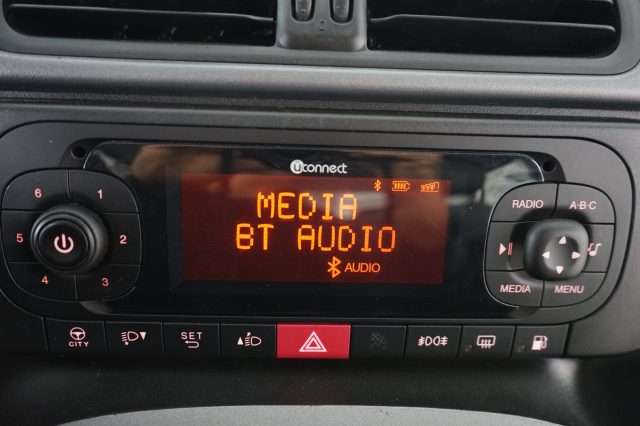 uconnect
MEDIA
BT AUDIO
AUDIO
6 1
5 2
4 3
RADIO A·B·C
MEDIA MENU
CITY
SET